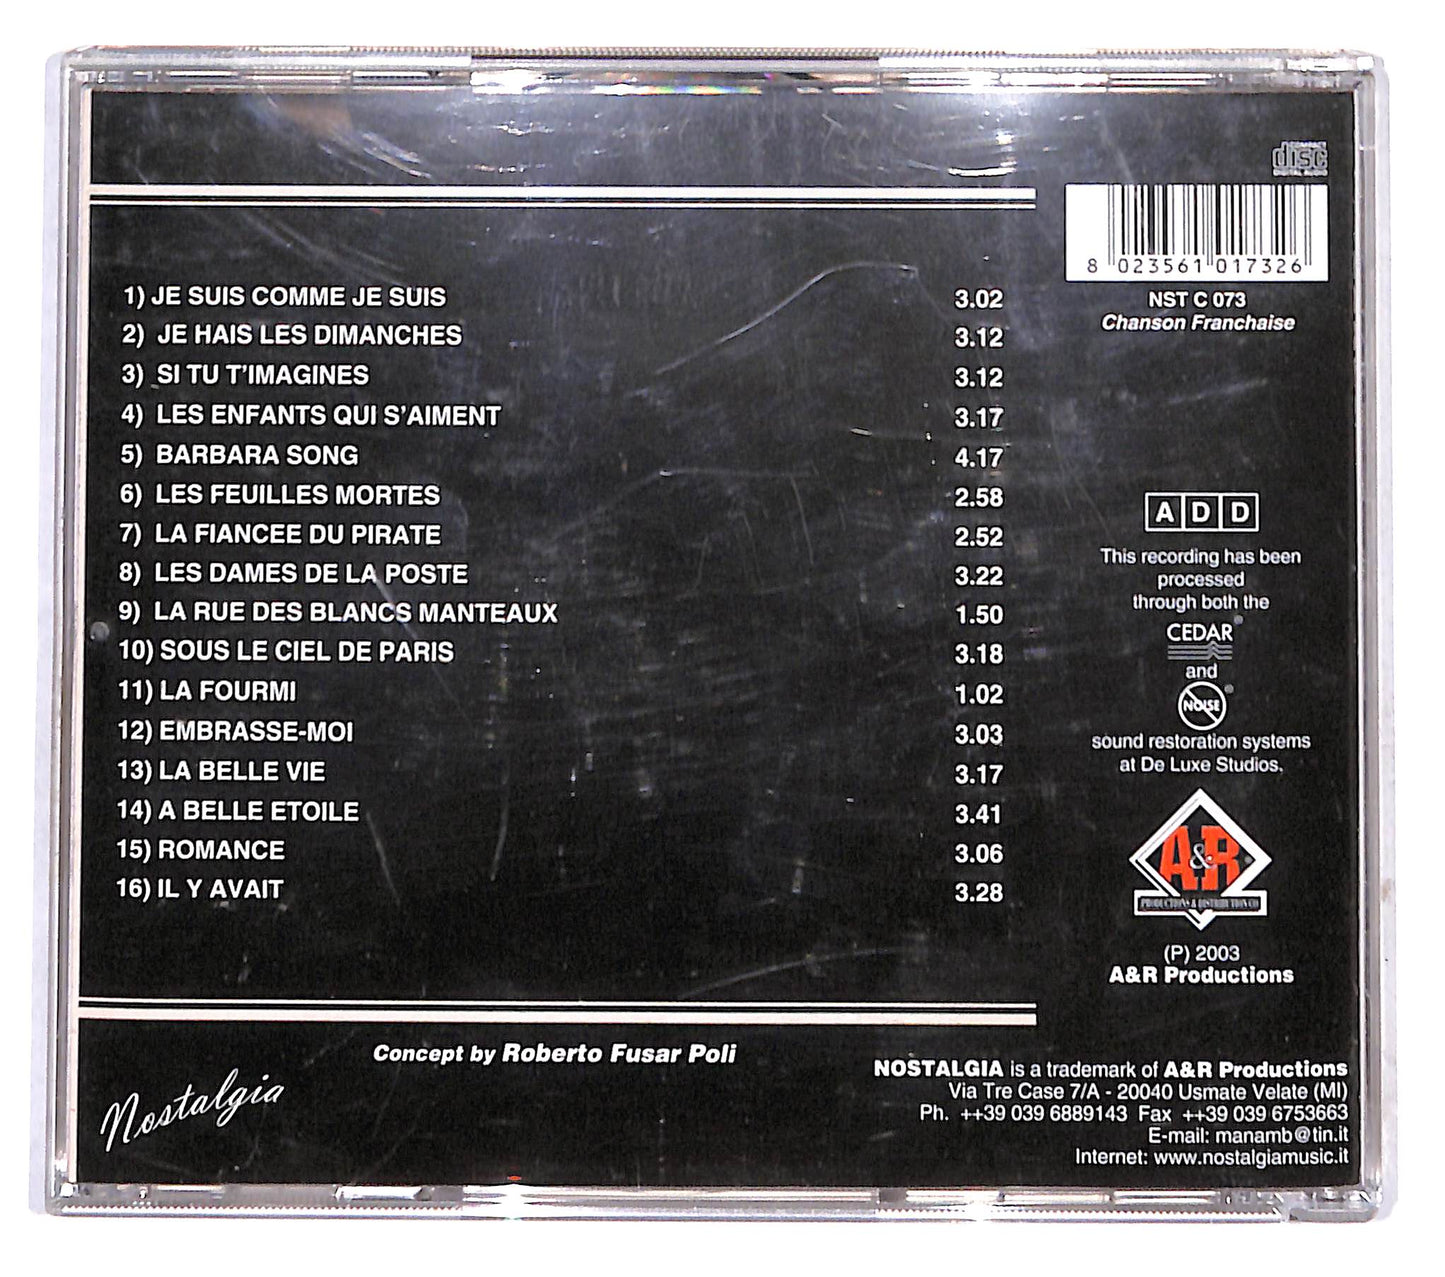 COMPACT
disc
DIGITAL AUDIO
8 023561 017326
NST C 073
Chanson Franchaise
1) JE SUIS COMME JE SUIS 3.02
2) JE HAIS LES DIMANCHES 3.12
3) SI TU T'IMAGINES 3.12
4) LES ENFANTS QUI S'AIMENT 3.17
5) BARBARA SONG 4.17
6) LES FEUILLES MORTES 2.58
7) LA FIANCEE DU PIRATE 2.52
8) LES DAMES DE LA POSTE 3.22
9) LA RUE DES BLANCS MANTEAUX 1.50
10) SOUS LE CIEL DE PARIS 3.18
11) LA FOURMI 1.02
12) EMBRASSE-MOI 3.03
13) LA BELLE VIE 3.17
14) A BELLE ETOILE 3.41
15) ROMANCE 3.06
16) IL Y AVAIT 3.28
A D D
This recording has been
processed
through both the
CEDAR
and
NOISE
sound restoration systems
at De Luxe Studios.
A&R
PRODUCTIONS & DISTRIBUTION CO
(P) 2003
A&R Productions
Concept by Roberto Fusar Poli
Nostalgia
NOSTALGIA is a trademark of A&R Productions
Via Tre Case 7/A - 20040 Usmate Velate (MI)
Ph. ++39 039 6889143 Fax ++39 039 6753663
E-mail: manamb@tin.it
Internet: www.nostalgiamusic.it